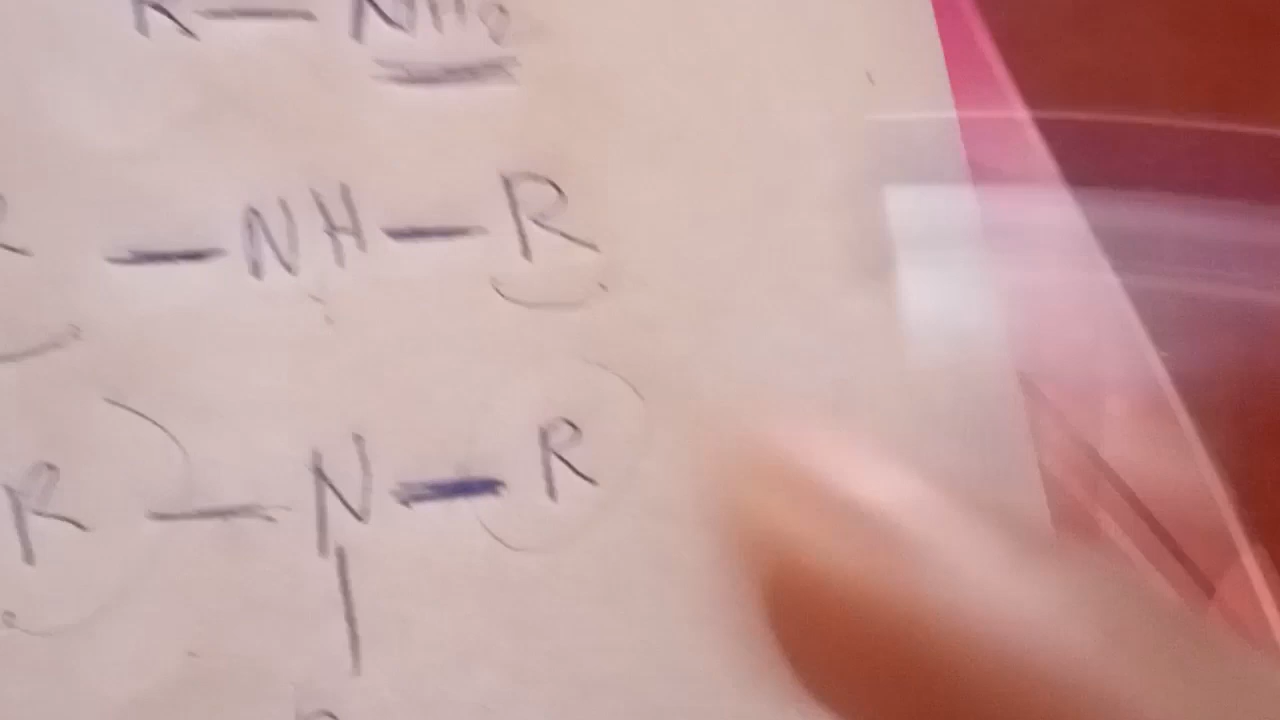 R — NH₂
R — NH — R
R — N — R
|
R